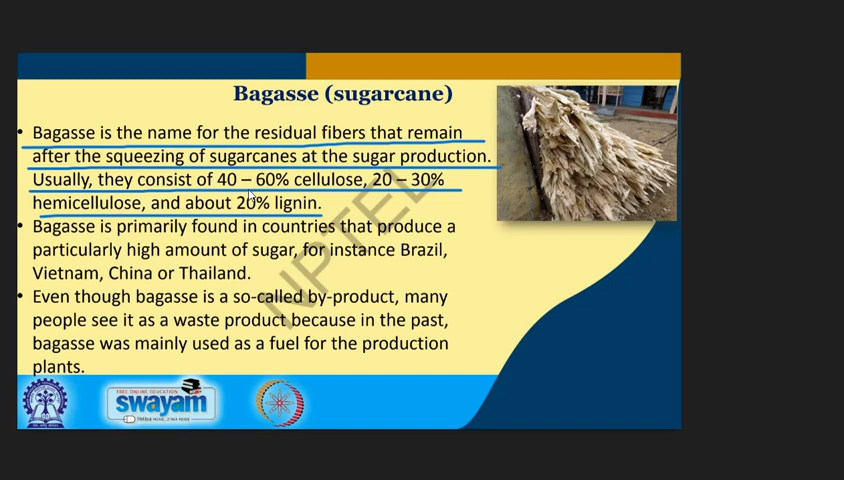 Bagasse (sugarcane)
• Bagasse is the name for the residual fibers that remain
after the squeezing of sugarcanes at the sugar production.
Usually, they consist of 40 – 60% cellulose, 20 – 30%
hemicellulose, and about 20% lignin.
• Bagasse is primarily found in countries that produce a
particularly high amount of sugar, for instance Brazil,
Vietnam, China or Thailand.
• Even though bagasse is a so-called by-product, many
people see it as a waste product because in the past,
bagasse was mainly used as a fuel for the production
plants.
NPTEL
FREE ONLINE EDUCATION
swayam